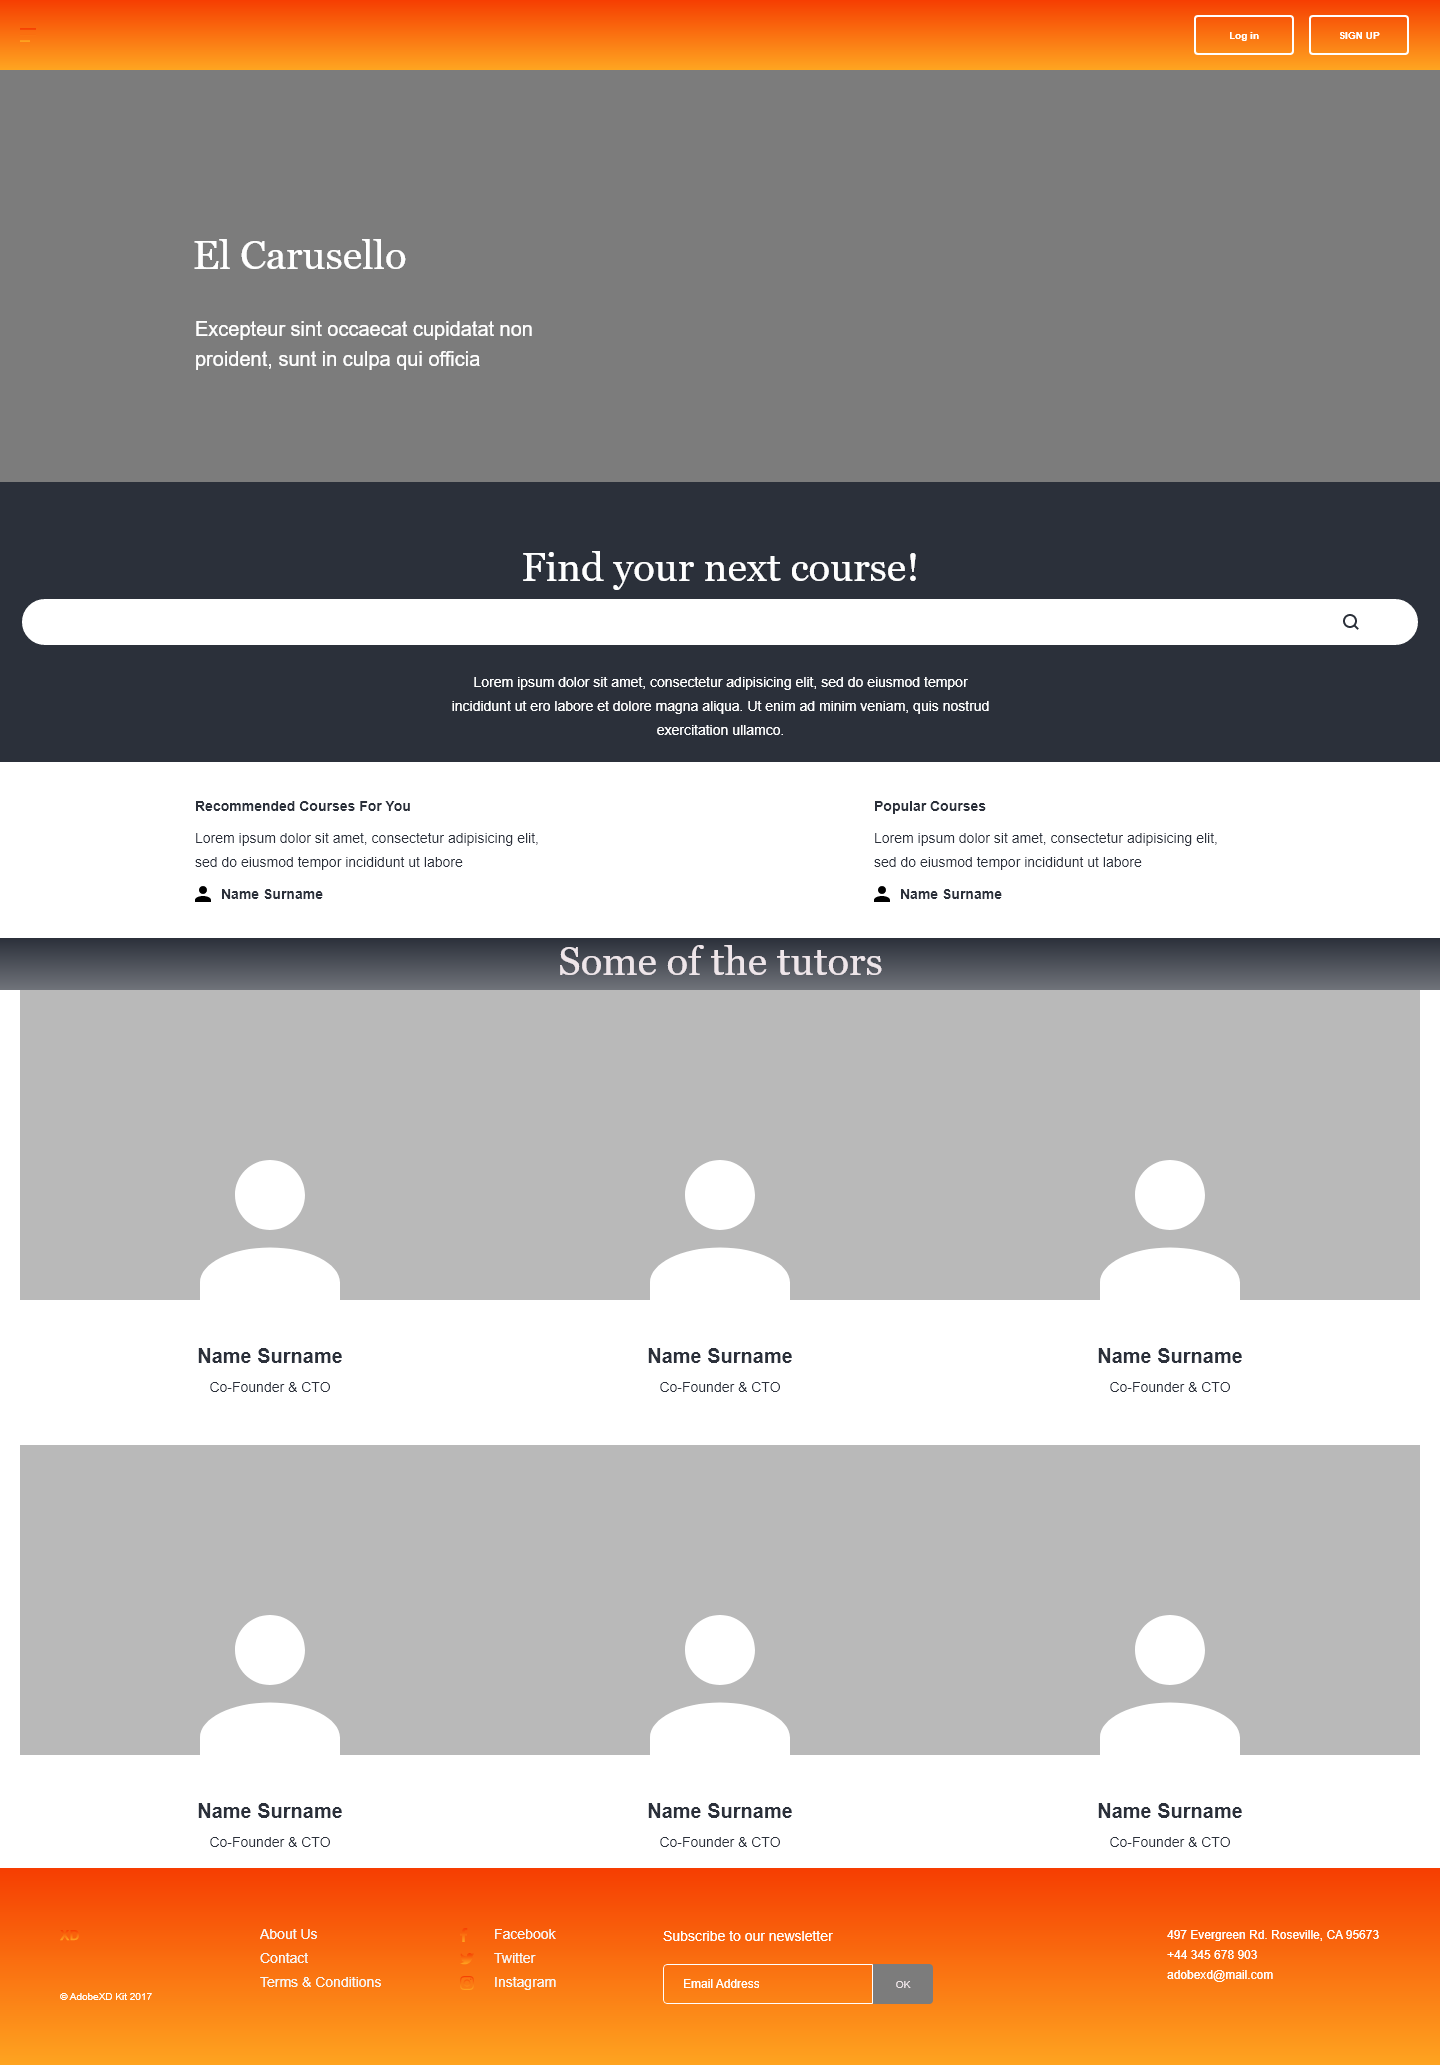 Log in
SIGN UP
El Carusello
Excepteur sint occaecat cupidatat non
proident, sunt in culpa qui officia
Find your next course!
Lorem ipsum dolor sit amet, consectetur adipisicing elit, sed do eiusmod tempor
incididunt ut ero labore et dolore magna aliqua. Ut enim ad minim veniam, quis nostrud
exercitation ullamco.
Recommended Courses For You
Lorem ipsum dolor sit amet, consectetur adipisicing elit,
sed do eiusmod tempor incididunt ut labore
Name Surname
Popular Courses
Lorem ipsum dolor sit amet, consectetur adipisicing elit,
sed do eiusmod tempor incididunt ut labore
Name Surname
Some of the tutors
Name Surname
Co-Founder & CTO
Name Surname
Co-Founder & CTO
Name Surname
Co-Founder & CTO
Name Surname
Co-Founder & CTO
Name Surname
Co-Founder & CTO
Name Surname
Co-Founder & CTO
XD
© AdobeXD Kit 2017
About Us
Contact
Terms & Conditions
Facebook
Twitter
Instagram
Subscribe to our newsletter
Email Address
OK
497 Evergreen Rd. Roseville, CA 95673
+44 345 678 903
adobexd@mail.com